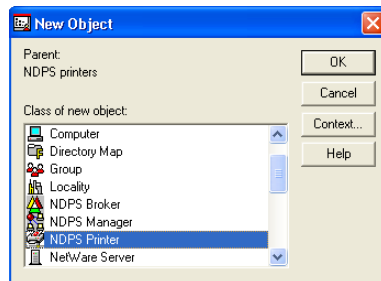 New Object
Parent:
NDPS printers
Class of new object:
Computer
Directory Map
Group
Locality
NDPS Broker
NDPS Manager
NDPS Printer
NetWare Server
OK
Cancel
Context...
Help